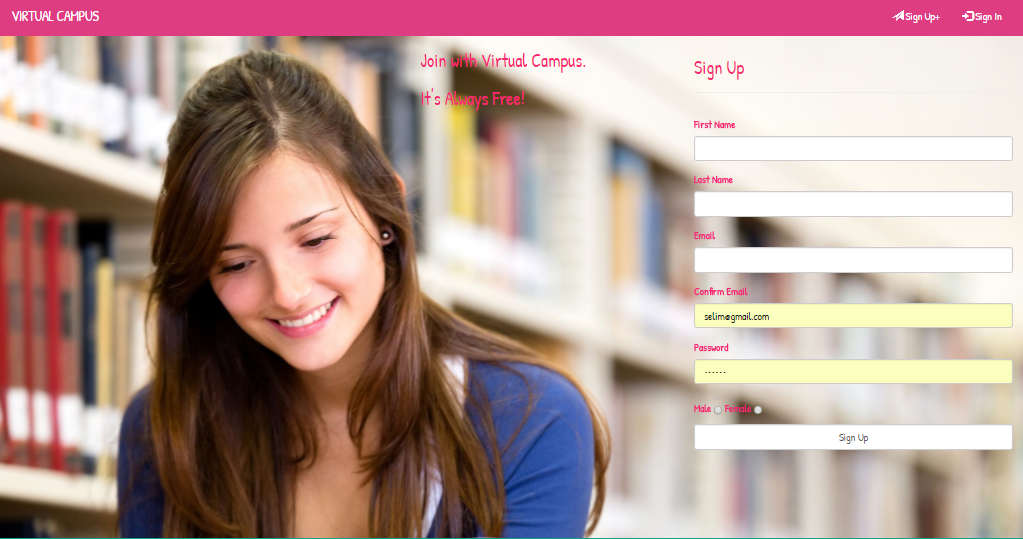 VIRTUAL CAMPUS
Sign Up+
Sign In
Join with Virtual Campus.
It's Always Free!
Sign Up
First Name
Last Name
Email
Confirm Email
selim@gmail.com
Password
······
Male Female
Sign Up